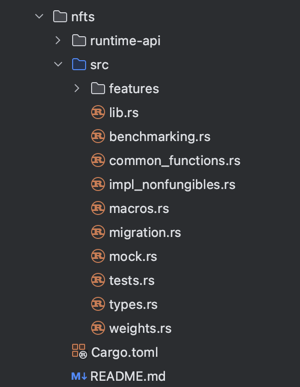 nfts
runtime-api
src
features
lib.rs
benchmarking.rs
common_functions.rs
impl_nonfungibles.rs
macros.rs
migration.rs
mock.rs
tests.rs
types.rs
weights.rs
Cargo.toml
M↓ README.md